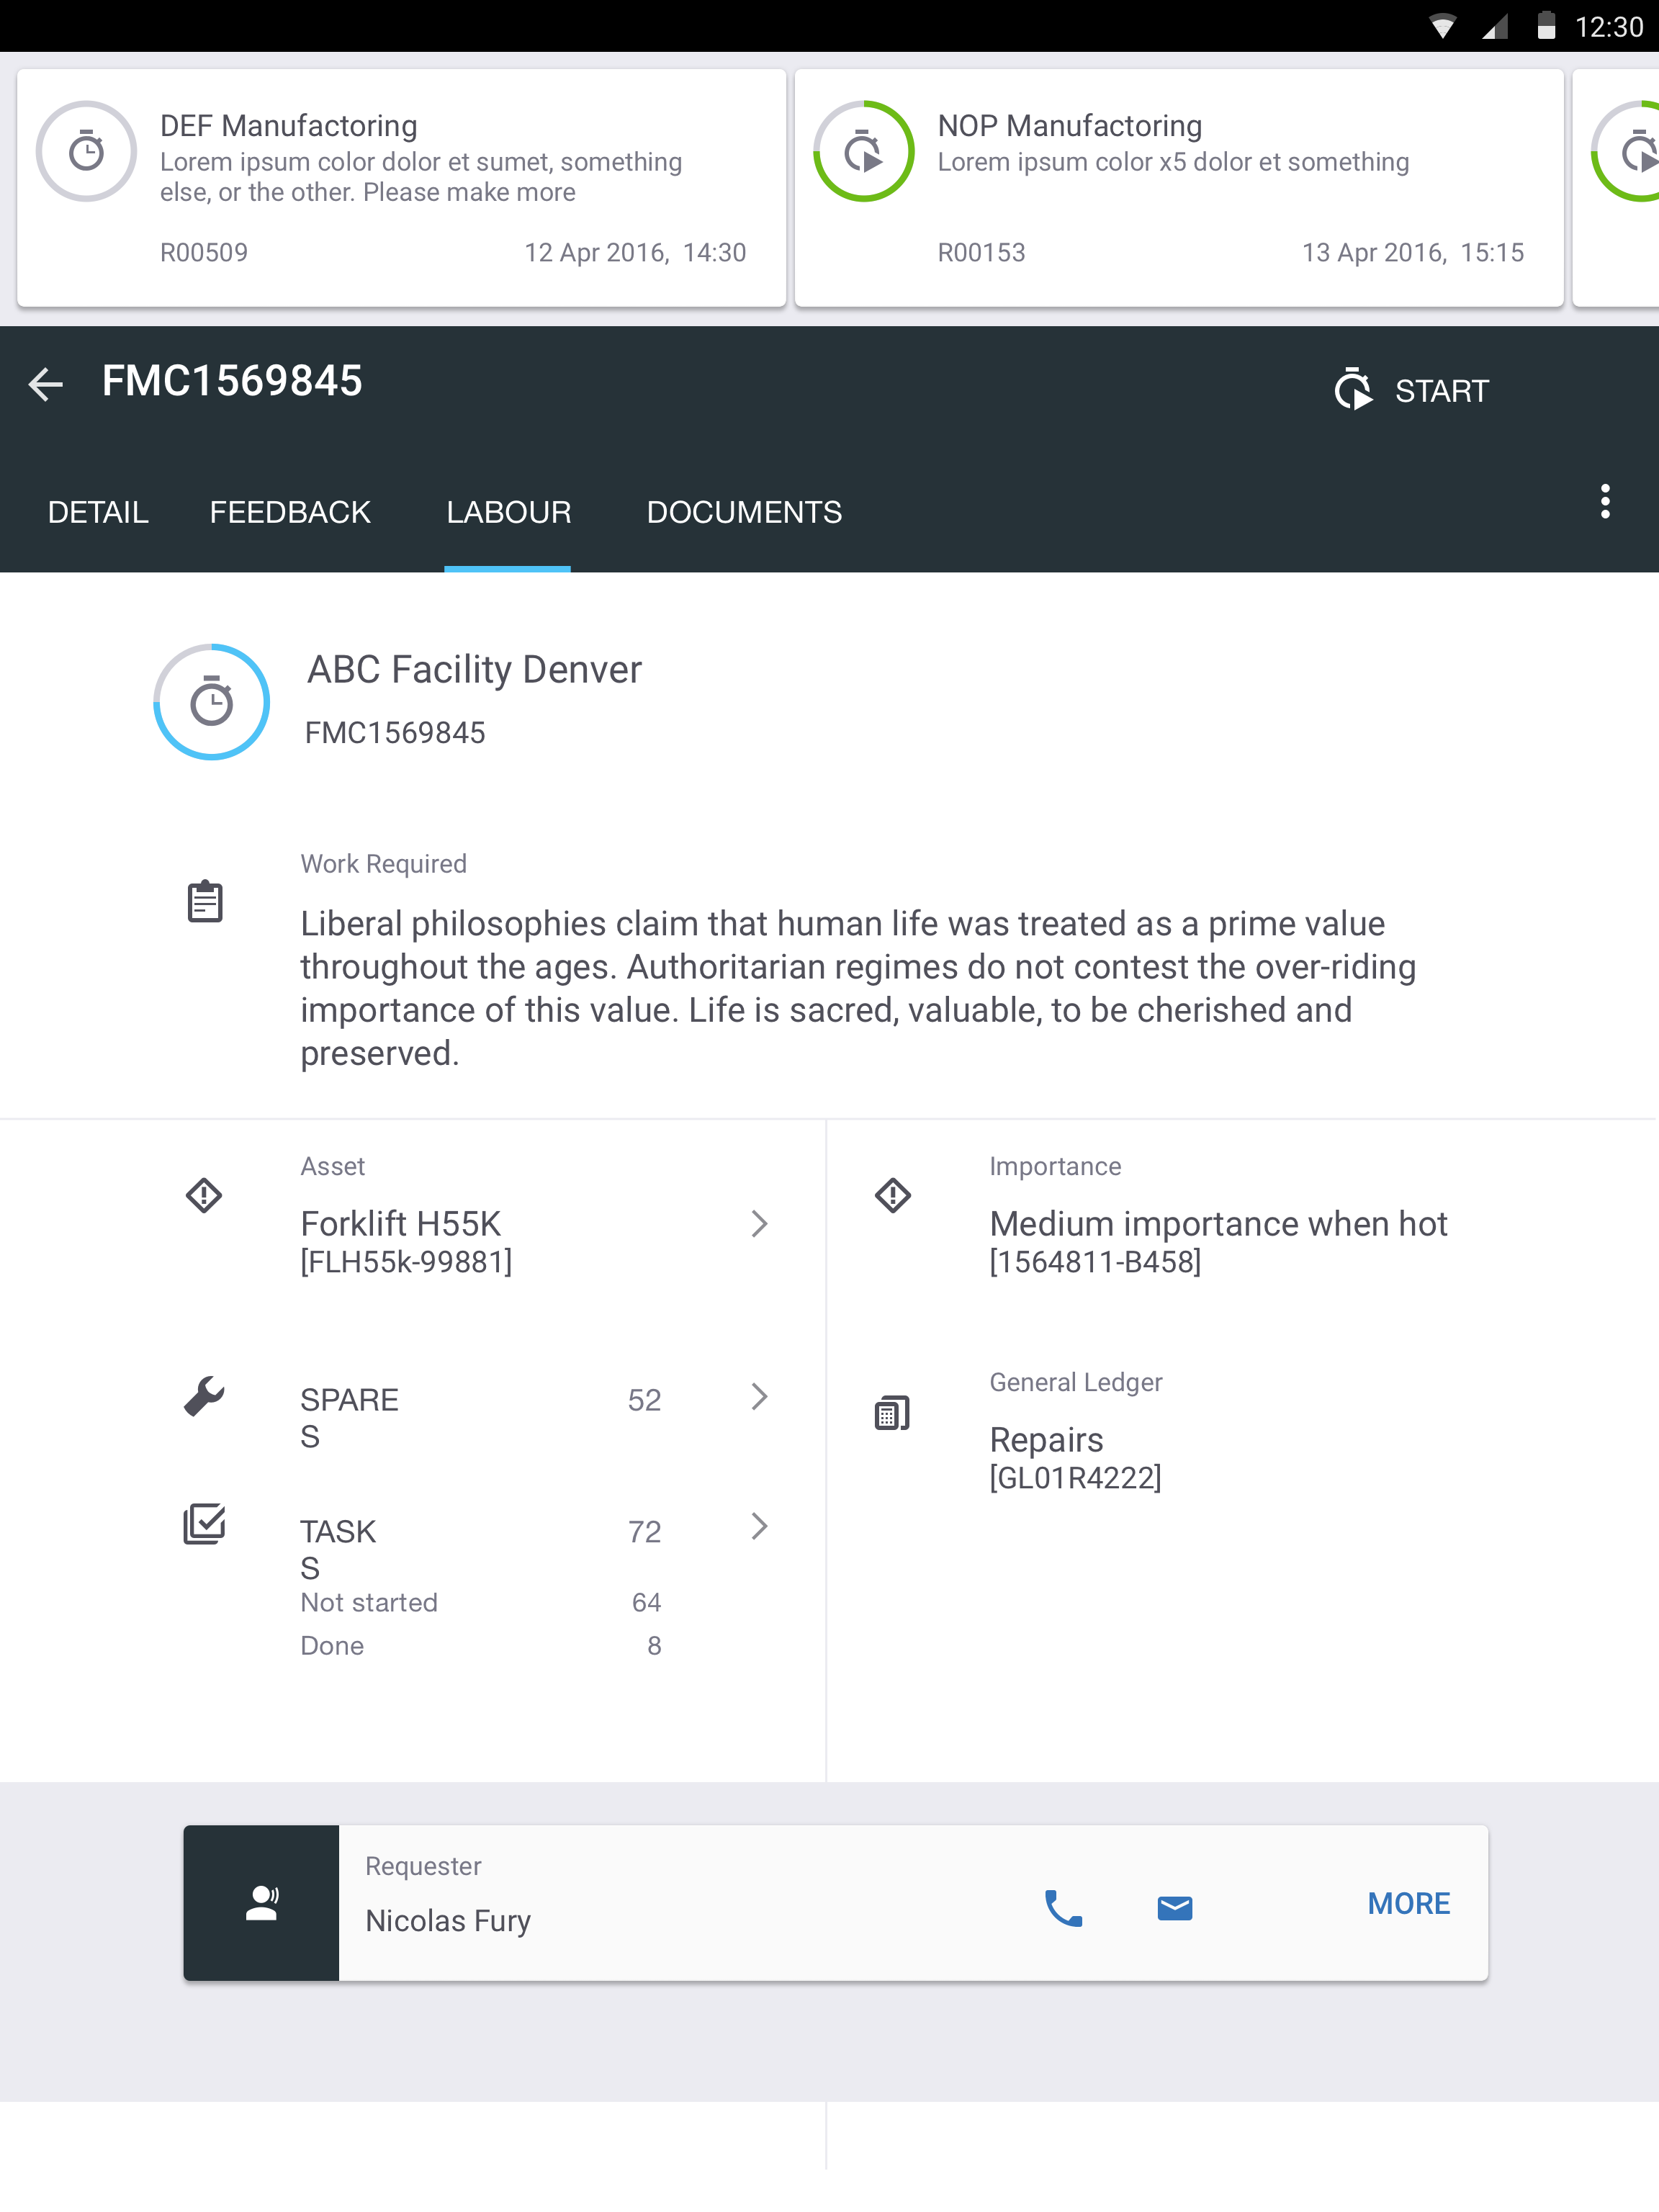 12:30
DEF Manufactoring
Lorem ipsum color dolor et sumet, something
else, or the other. Please make more
R00509
12 Apr 2016, 14:30
NOP Manufactoring
Lorem ipsum color x5 dolor et something
R00153
13 Apr 2016, 15:15
FMC1569845
START
DETAIL
FEEDBACK
LABOUR
DOCUMENTS
ABC Facility Denver
FMC1569845
Work Required
Liberal philosophies claim that human life was treated as a prime value
throughout the ages. Authoritarian regimes do not contest the over-riding
importance of this value. Life is sacred, valuable, to be cherished and
preserved.
Asset
Forklift H55K
[FLH55k-99881]
SPARE
S
52
TASK
S
72
Not started
64
Done
8
Importance
Medium importance when hot
[1564811-B458]
General Ledger
Repairs
[GL01R4222]
Requester
Nicolas Fury
MORE